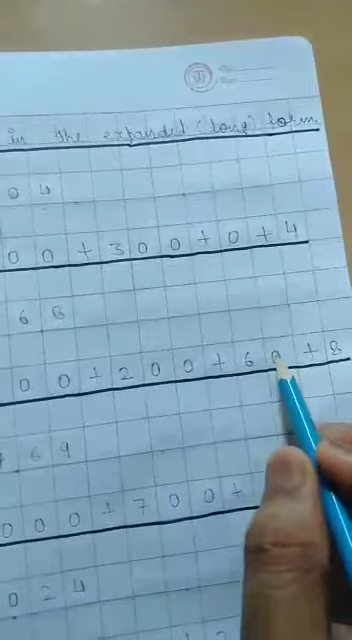 in the expanded (long) form
0 4
0 0 + 3 0 0 + 0 + 4
6 8
0 0 + 2 0 0 + 6 0 + 8
6 9
0 0 0 + 7 0 0 +
0 2 4